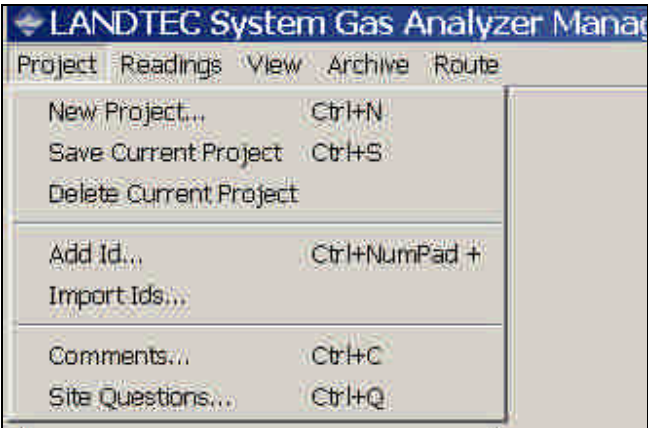 LANDTEC System Gas Analyzer Mana
Project Readings View Archive Route
New Project... Ctrl+N
Save Current Project Ctrl+S
Delete Current Project
Add Id... Ctrl+NumPad +
Import Ids...
Comments... Ctrl+C
Site Questions... Ctrl+Q